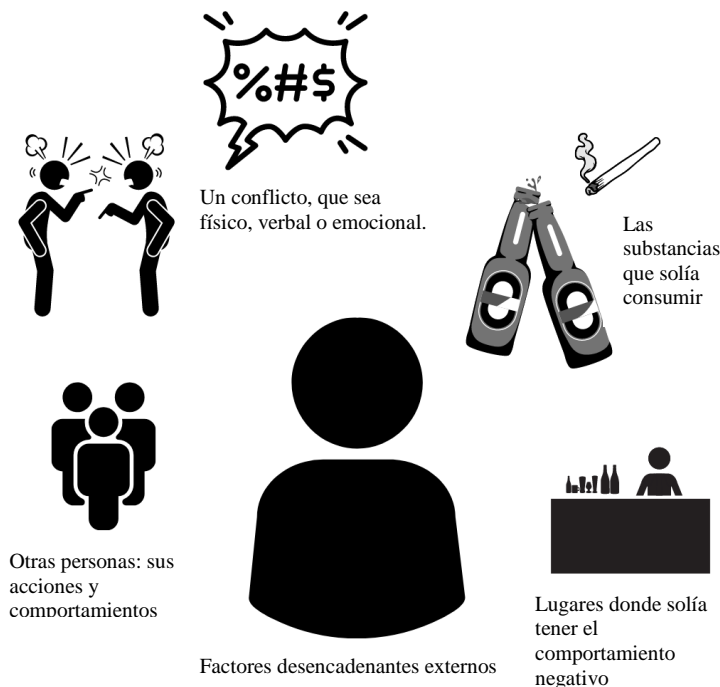 %#$
Un conflicto, que sea
físico, verbal o emocional.
Las
substancias
que solía
consumir
Otras personas: sus
acciones y
comportamientos
Lugares donde solía
tener el
comportamiento
negativo
Factores desencadenantes externos